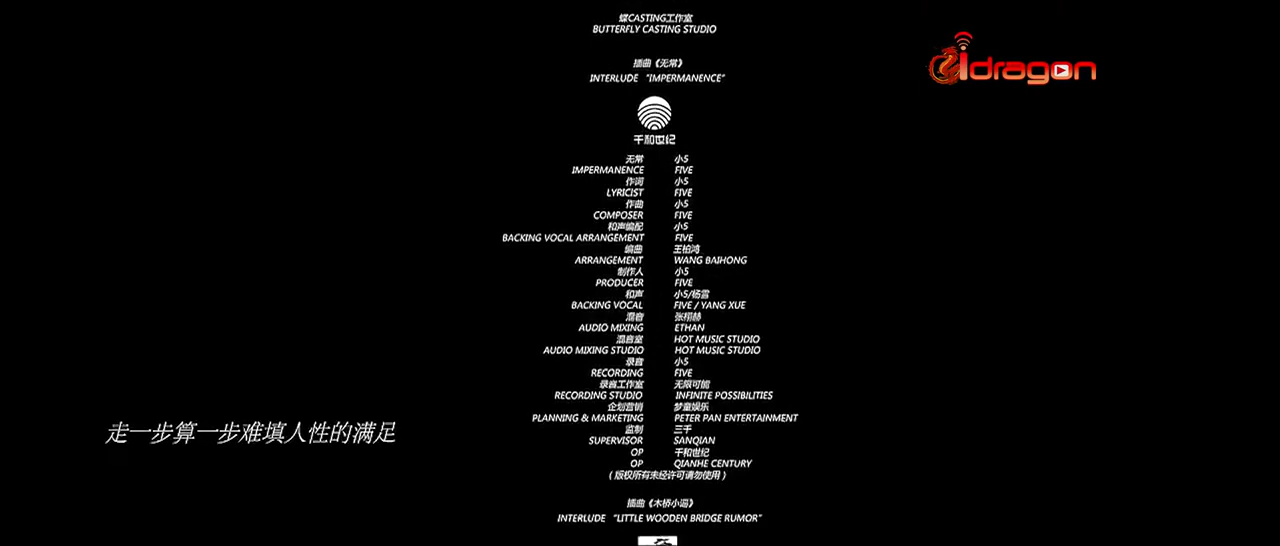 蝶CASTING工作室
BUTTERFLY CASTING STUDIO
插曲《无常》
INTERLUDE "IMPERMANENCE"
idragon
千和世纪
无常 小5
IMPERMANENCE FIVE
作词 小5
LYRICIST FIVE
作曲 小5
COMPOSER FIVE
和声编配 小5
BACKING VOCAL ARRANGEMENT FIVE
编曲 王柏鸿
ARRANGEMENT WANG BAIHONG
制作人 小5
PRODUCER FIVE
和声 小5/杨雪
BACKING VOCAL FIVE / YANG XUE
混音 张栩赫
AUDIO MIXING ETHAN
混音室 HOT MUSIC STUDIO
AUDIO MIXING STUDIO HOT MUSIC STUDIO
录音 小5
RECORDING FIVE
录音工作室 无限可能
RECORDING STUDIO INFINITE POSSIBILITIES
企划营销 梦童娱乐
PLANNING & MARKETING PETER PAN ENTERTAINMENT
监制 三千
SUPERVISOR SANQIAN
OP 千和世纪
OP QIANHE CENTURY
(版权所有未经许可请勿使用)
走一步算一步难填人性的满足
插曲《木桥小谣》
INTERLUDE "LITTLE WOODEN BRIDGE RUMOR"